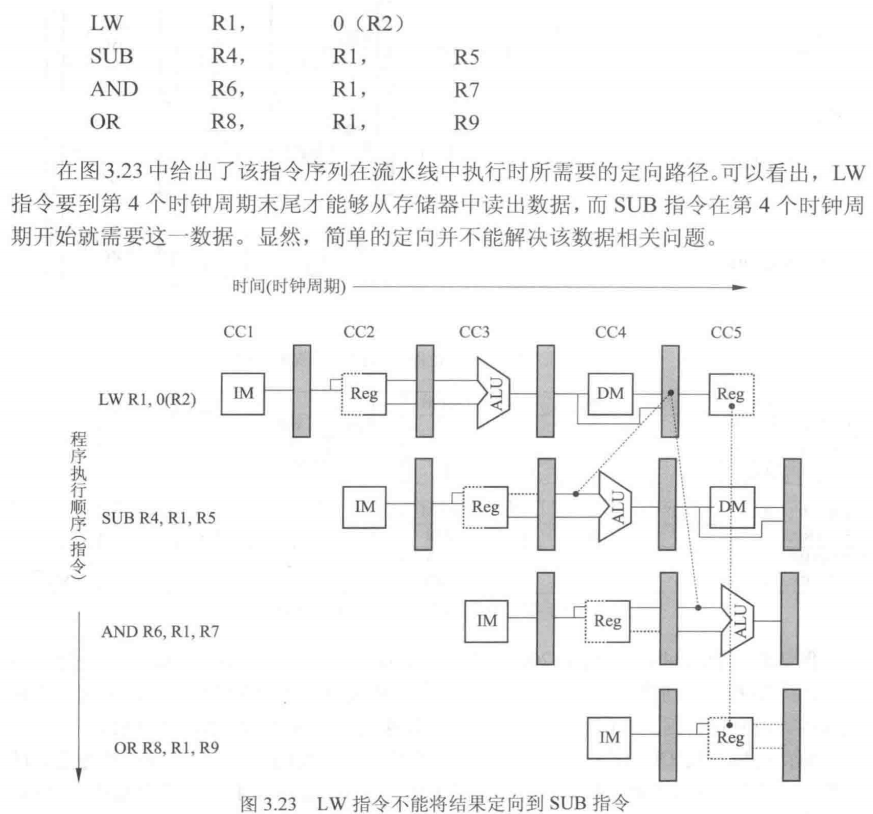 LW R1, 0（R2）
SUB R4, R1, R5
AND R6, R1, R7
OR R8, R1, R9
在图3.23中给出了该指令序列在流水线中执行时所需要的定向路径。可以看出，LW
指令要到第 4 个时钟周期末尾才能够从存储器中读出数据，而 SUB 指令在第 4 个时钟周
期开始就需要这一数据。显然，简单的定向并不能解决该数据相关问题。
时间(时钟周期)
CC1 CC2 CC3 CC4 CC5
LW R1, 0(R2) IM Reg ALU DM Reg
程序执行顺序(指令)
SUB R4, R1, R5 IM Reg ALU DM
AND R6, R1, R7 IM Reg ALU
OR R8, R1, R9 IM Reg
图 3.23 LW 指令不能将结果定向到 SUB 指令